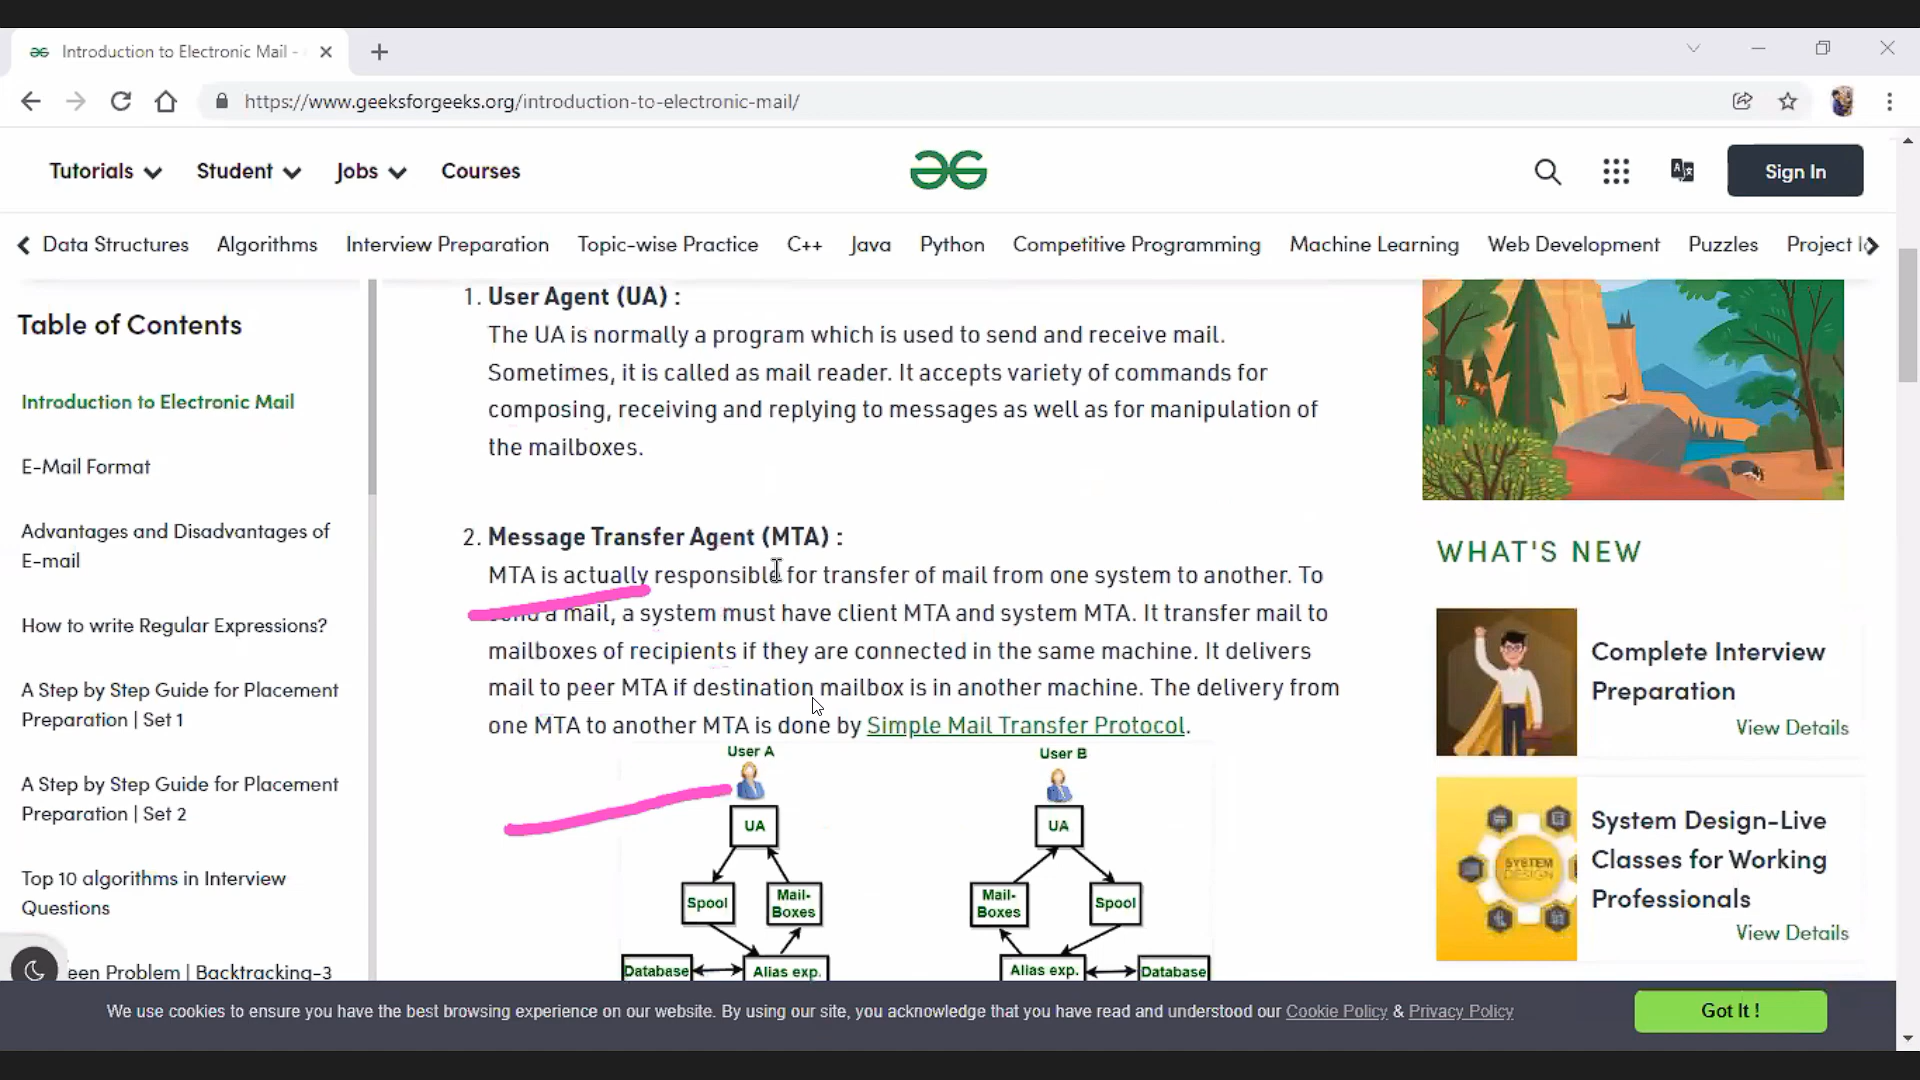 Introduction to Electronic Mail -
https://www.geeksforgeeks.org/introduction-to-electronic-mail/
Tutorials
Student
Jobs
Courses
Sign In
Data Structures
Algorithms
Interview Preparation
Topic-wise Practice
C++
Java
Python
Competitive Programming
Machine Learning
Web Development
Puzzles
Project
Table of Contents
Introduction to Electronic Mail
E-Mail Format
Advantages and Disadvantages of
E-mail
How to write Regular Expressions?
A Step by Step Guide for Placement
Preparation | Set 1
A Step by Step Guide for Placement
Preparation | Set 2
Top 10 algorithms in Interview
Questions
een Problem | Backtracking-3
1. User Agent (UA) :
The UA is normally a program which is used to send and receive mail.
Sometimes, it is called as mail reader. It accepts variety of commands for
composing, receiving and replying to messages as well as for manipulation of
the mailboxes.
2. Message Transfer Agent (MTA) :
MTA is actually responsible for transfer of mail from one system to another. To
send a mail, a system must have client MTA and system MTA. It transfer mail to
mailboxes of recipients if they are connected in the same machine. It delivers
mail to peer MTA if destination mailbox is in another machine. The delivery from
one MTA to another MTA is done by Simple Mail Transfer Protocol.
User A
User B
UA
UA
Spool
Mail-
Boxes
Mail-
Boxes
Spool
Database
Alias exp.
Alias exp.
Database
WHAT'S NEW
Complete Interview
Preparation
View Details
SYSTEM
DESIGN
System Design-Live
Classes for Working
Professionals
View Details
We use cookies to ensure you have the best browsing experience on our website. By using our site, you acknowledge that you have read and understood our Cookie Policy & Privacy Policy
Got It !